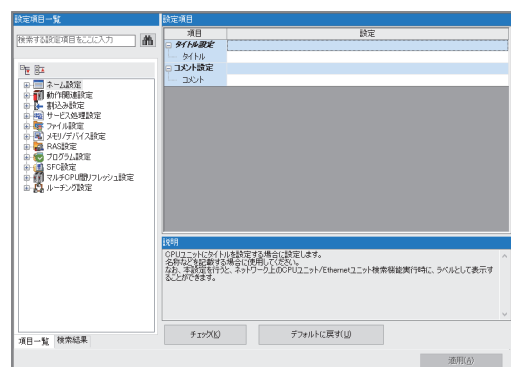 設定項目一覧
検索する設定項目をここに入力
ネーム設定
動作関連設定
割込み設定
サービス処理設定
ファイル設定
メモリ/デバイス設定
RAS設定
プログラム設定
SFC設定
マルチCPU間リフレッシュ設定
ルーチング設定
項目一覧 検索結果
設定項目
項目 設定
タイトル設定
タイトル
コメント設定
コメント
説明
CPUユニットにタイトルを設定する場合に設定します。
名称などを記載する場合に使用してください。
なお、本設定を行うと、ネットワーク上のCPUユニット/Ethernetユニット検索機能実行時に、ラベルとして表示す
ることができます。
チェック(K) デフォルトに戻す(U)
適用(A)